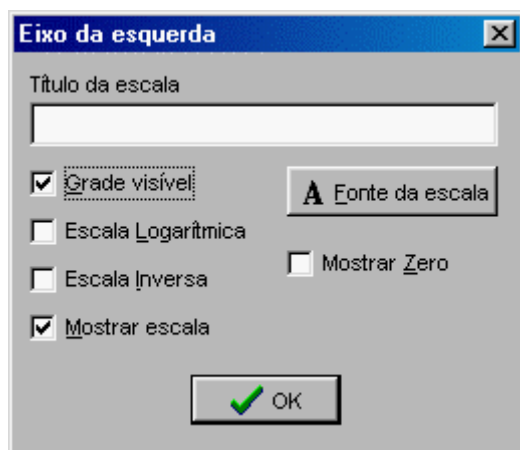 Eixo da esquerda
Título da escala
Grade visível
A Fonte da escala
Escala Logarítmica
Mostrar Zero
Escala Inversa
Mostrar escala
OK